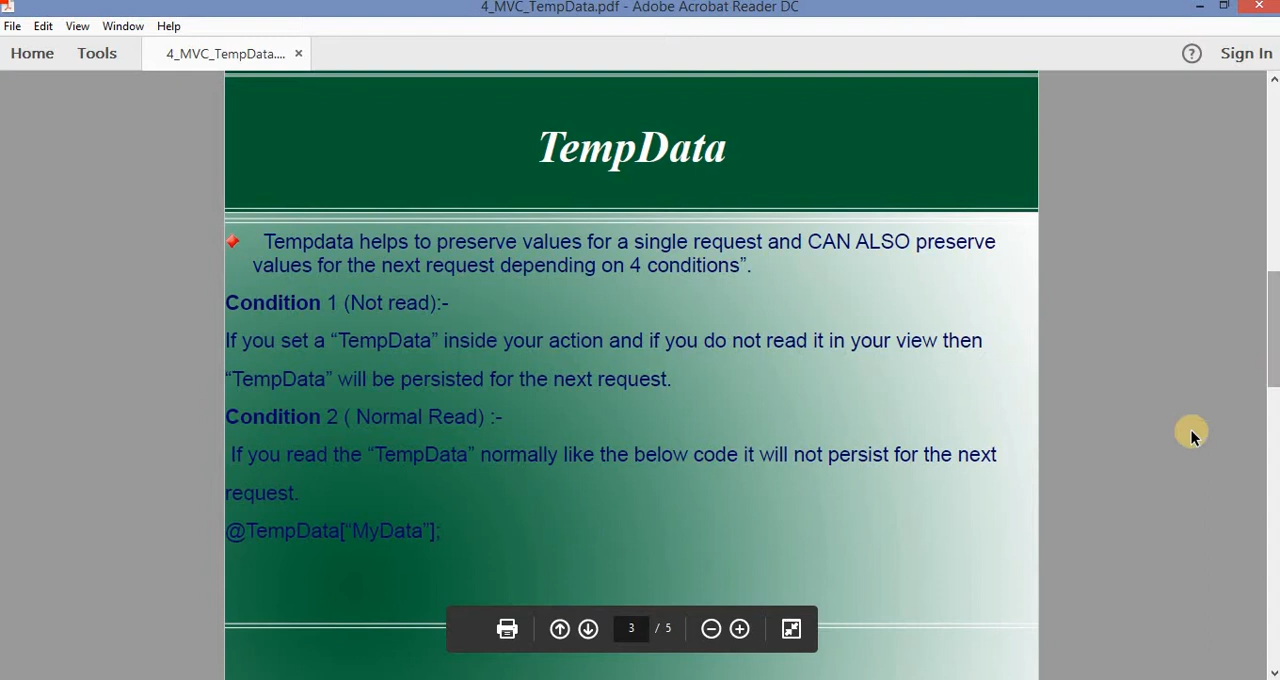 4_MVC_TempData.pdf - Adobe Acrobat Reader DC
File Edit View Window Help
Home Tools 4_MVC_TempData.... × ? Sign In
TempData
Tempdata helps to preserve values for a single request and CAN ALSO preserve
values for the next request depending on 4 conditions”.
Condition 1 (Not read):-
If you set a “TempData” inside your action and if you do not read it in your view then
“TempData” will be persisted for the next request.
Condition 2 ( Normal Read) :-
If you read the “TempData” normally like the below code it will not persist for the next
request.
@TempData[“MyData”];
3 / 5